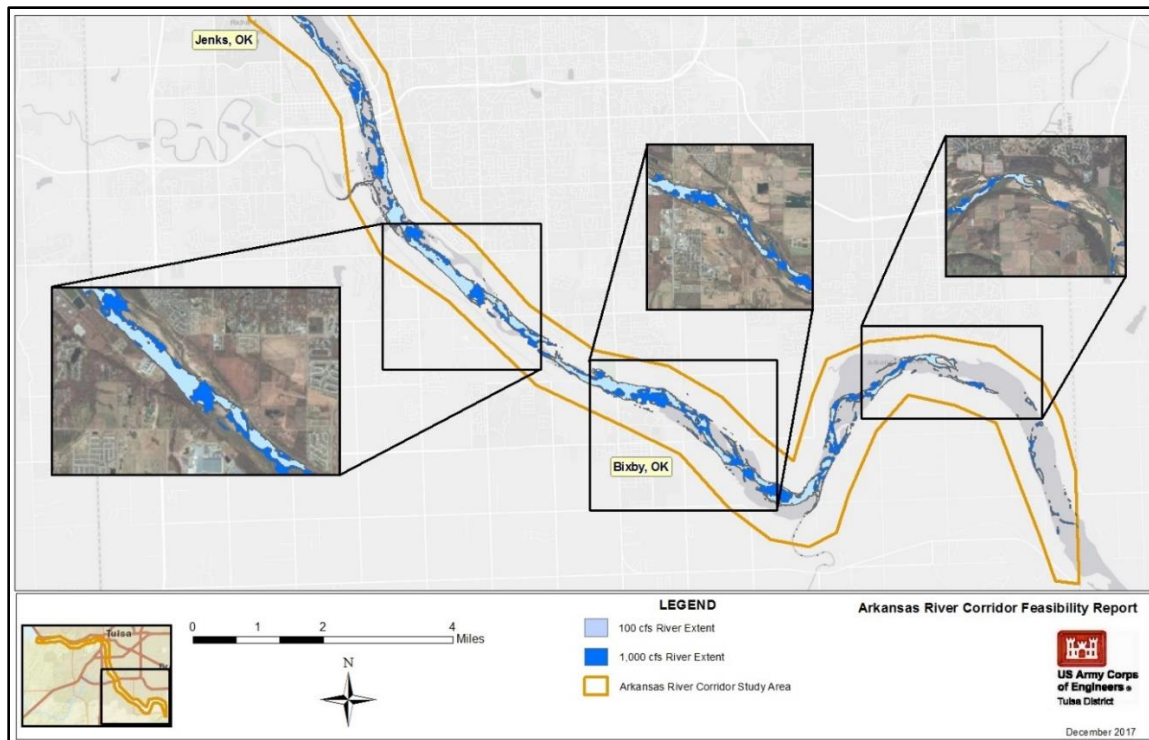 Jenks, OK
Bixby, OK
Tulsa
0 1 2 4
Miles
N
LEGEND
100 cfs River Extent
1,000 cfs River Extent
Arkansas River Corridor Study Area
Arkansas River Corridor Feasibility Report
US Army Corps
of Engineers ®
Tulsa District
December 2017